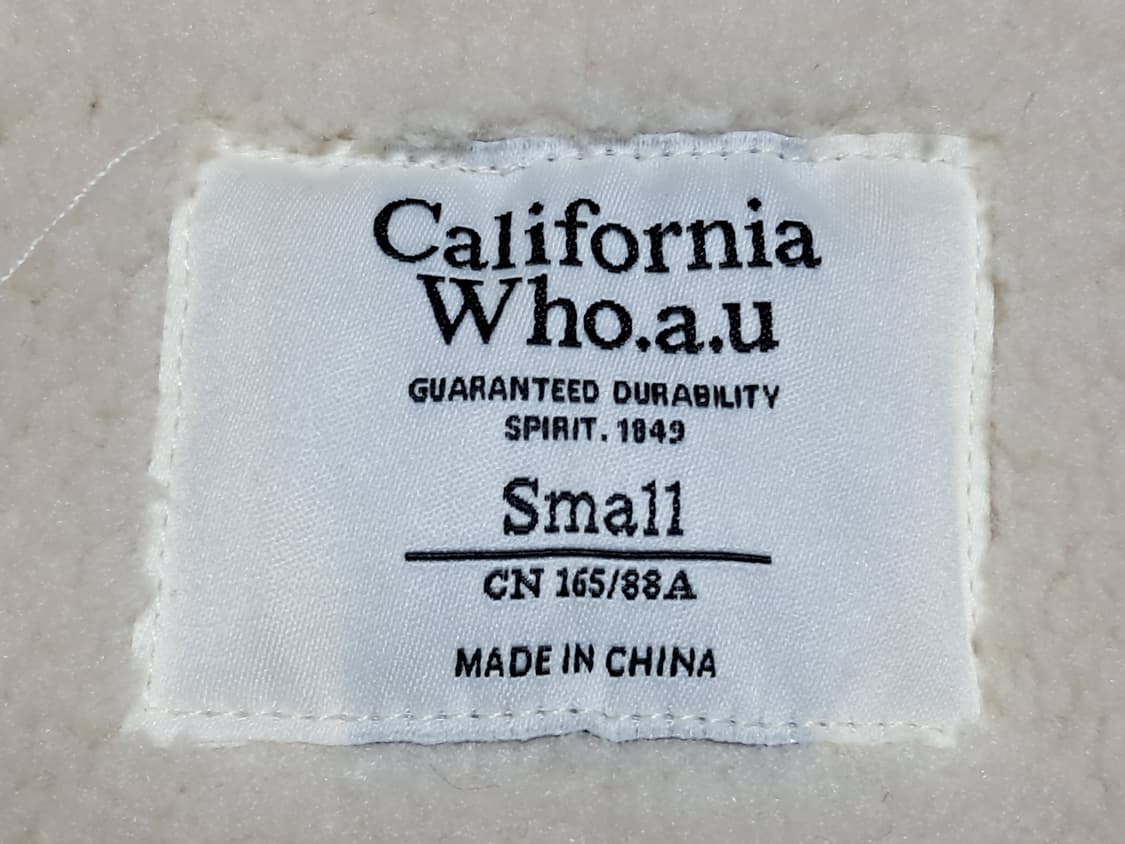 California
Who.a.u
GUARANTEED DURABILITY
SPIRIT. 1849
Small
CN 165/88A
MADE IN CHINA